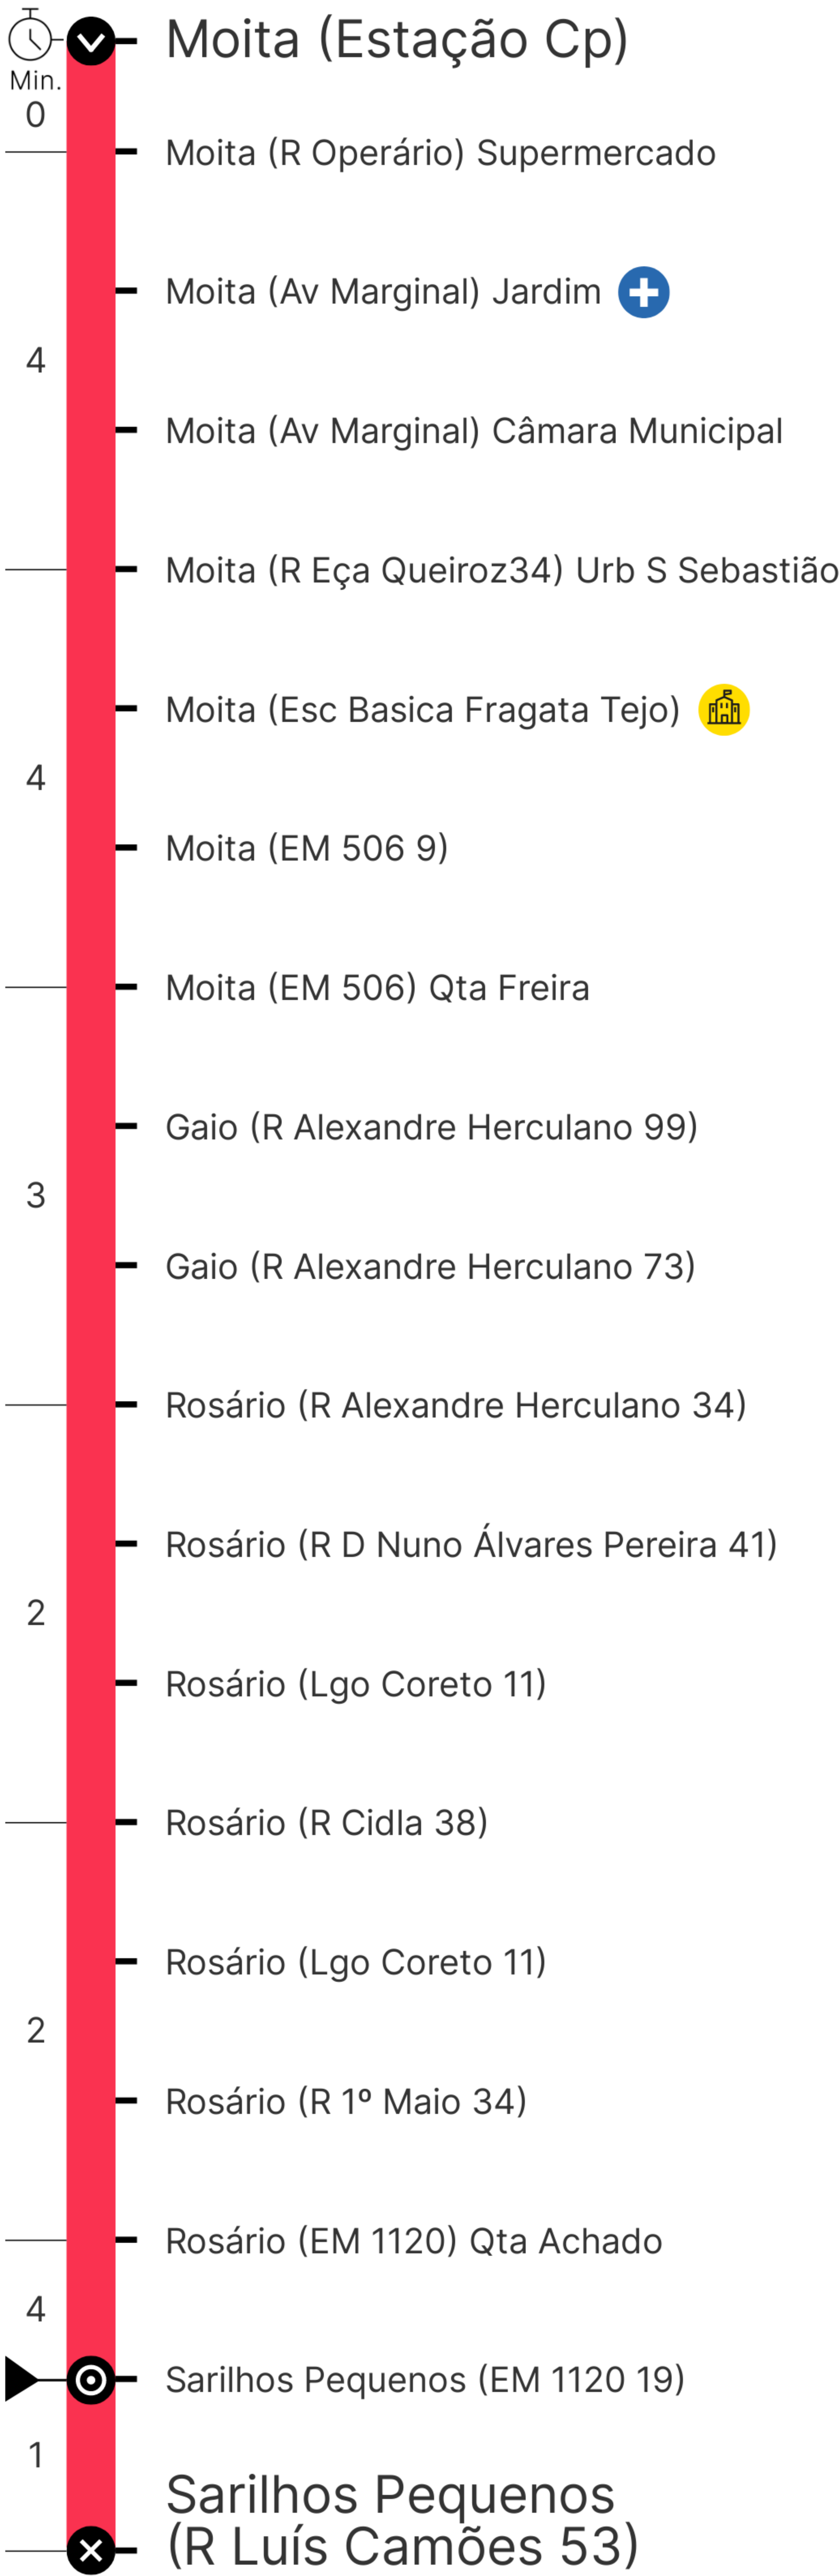 Moita (Estação Cp)
Min.
0
Moita (R Operário) Supermercado
Moita (Av Marginal) Jardim
4
Moita (Av Marginal) Câmara Municipal
Moita (R Eça Queiroz34) Urb S Sebastião
Moita (Esc Basica Fragata Tejo)
4
Moita (EM 506 9)
Moita (EM 506) Qta Freira
Gaio (R Alexandre Herculano 99)
3
Gaio (R Alexandre Herculano 73)
Rosário (R Alexandre Herculano 34)
Rosário (R D Nuno Álvares Pereira 41)
2
Rosário (Lgo Coreto 11)
Rosário (R Cidla 38)
Rosário (Lgo Coreto 11)
2
Rosário (R 1º Maio 34)
Rosário (EM 1120) Qta Achado
4
Sarilhos Pequenos (EM 1120 19)
1
Sarilhos Pequenos
(R Luís Camões 53)